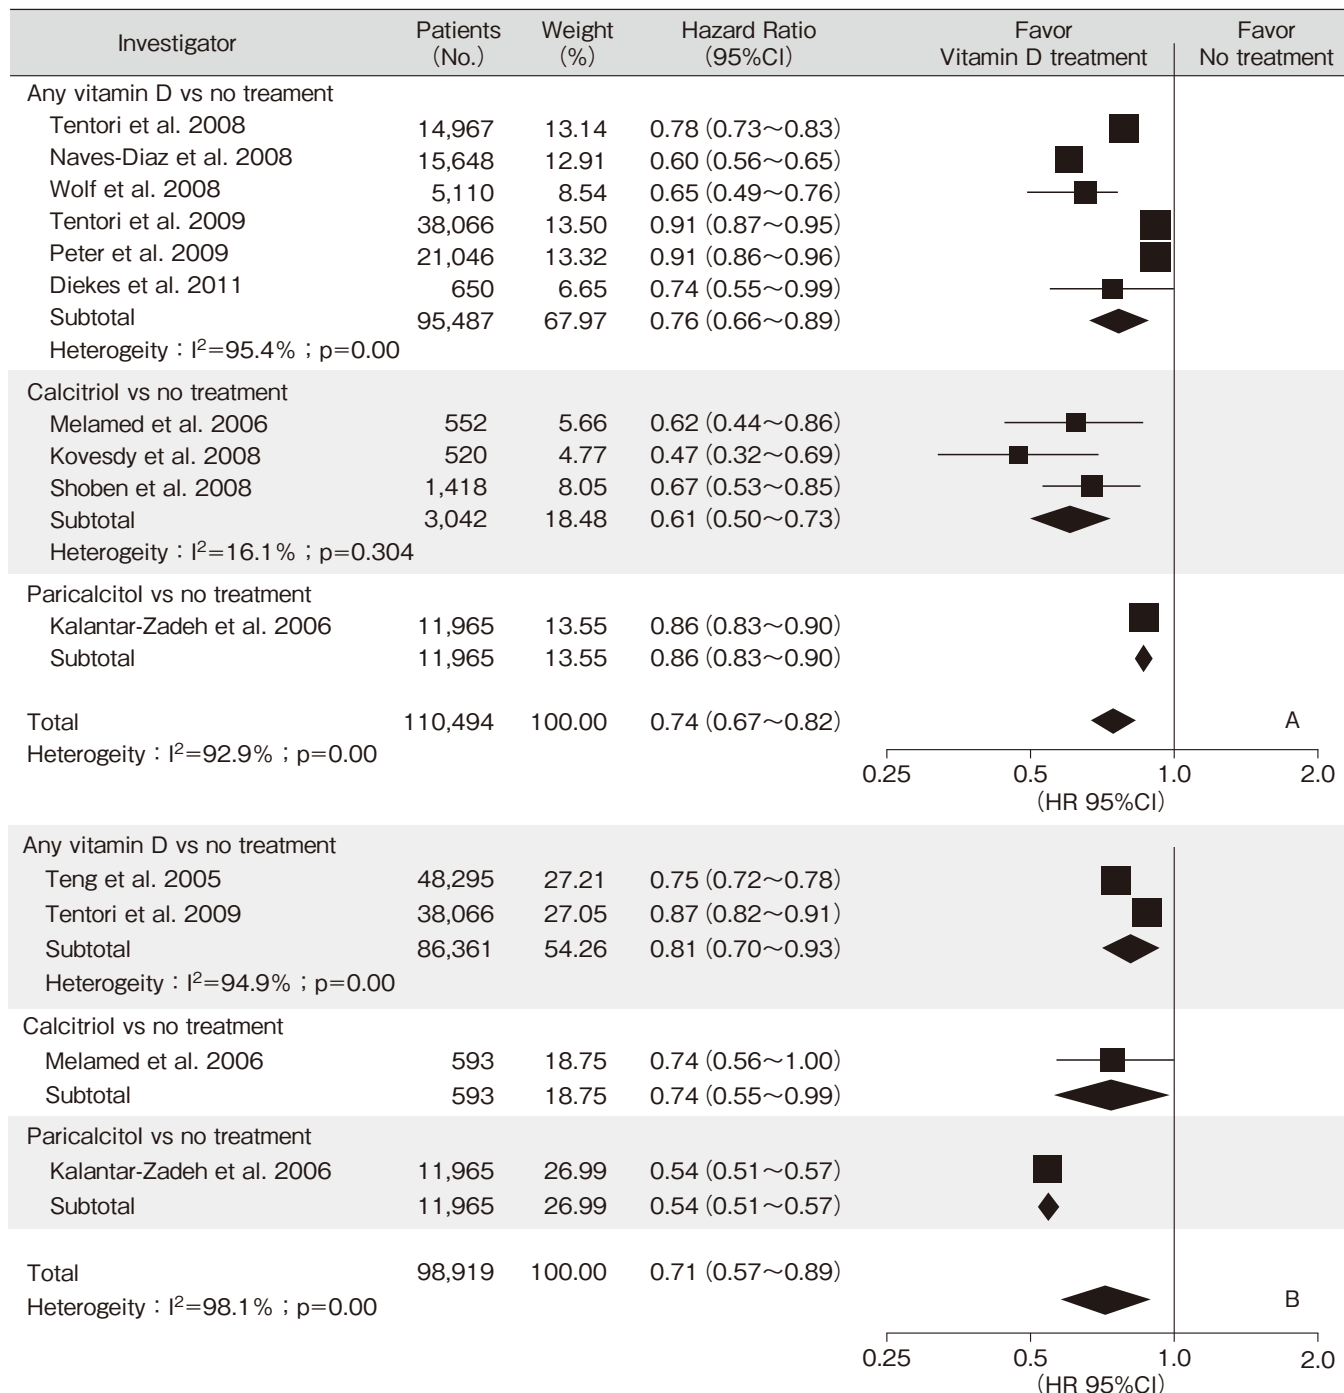 Investigator Patients (No.) Weight (%) Hazard Ratio (95%CI) Favor Vitamin D treatment Favor No treatment
Any vitamin D vs no treament
Tentori et al. 2008 14,967 13.14 0.78 (0.73～0.83)
Naves-Diaz et al. 2008 15,648 12.91 0.60 (0.56～0.65)
Wolf et al. 2008 5,110 8.54 0.65 (0.49～0.76)
Tentori et al. 2009 38,066 13.50 0.91 (0.87～0.95)
Peter et al. 2009 21,046 13.32 0.91 (0.86～0.96)
Diekes et al. 2011 650 6.65 0.74 (0.55～0.99)
Subtotal 95,487 67.97 0.76 (0.66～0.89)
Heterogeity：I²=95.4%；p=0.00
Calcitriol vs no treatment
Melamed et al. 2006 552 5.66 0.62 (0.44～0.86)
Kovesdy et al. 2008 520 4.77 0.47 (0.32～0.69)
Shoben et al. 2008 1,418 8.05 0.67 (0.53～0.85)
Subtotal 3,042 18.48 0.61 (0.50～0.73)
Heterogeity：I²=16.1%；p=0.304
Paricalcitol vs no treatment
Kalantar-Zadeh et al. 2006 11,965 13.55 0.86 (0.83～0.90)
Subtotal 11,965 13.55 0.86 (0.83～0.90)
Total 110,494 100.00 0.74 (0.67～0.82) A
Heterogeity：I²=92.9%；p=0.00
0.25 0.5 1.0 2.0
(HR 95%CI)
Any vitamin D vs no treatment
Teng et al. 2005 48,295 27.21 0.75 (0.72～0.78)
Tentori et al. 2009 38,066 27.05 0.87 (0.82～0.91)
Subtotal 86,361 54.26 0.81 (0.70～0.93)
Heterogeity：I²=94.9%；p=0.00
Calcitriol vs no treatment
Melamed et al. 2006 593 18.75 0.74 (0.56～1.00)
Subtotal 593 18.75 0.74 (0.55～0.99)
Paricalcitol vs no treatment
Kalantar-Zadeh et al. 2006 11,965 26.99 0.54 (0.51～0.57)
Subtotal 11,965 26.99 0.54 (0.51～0.57)
Total 98,919 100.00 0.71 (0.57～0.89)
Heterogeity：I²=98.1%；p=0.00 B
0.25 0.5 1.0 2.0
(HR 95%CI)